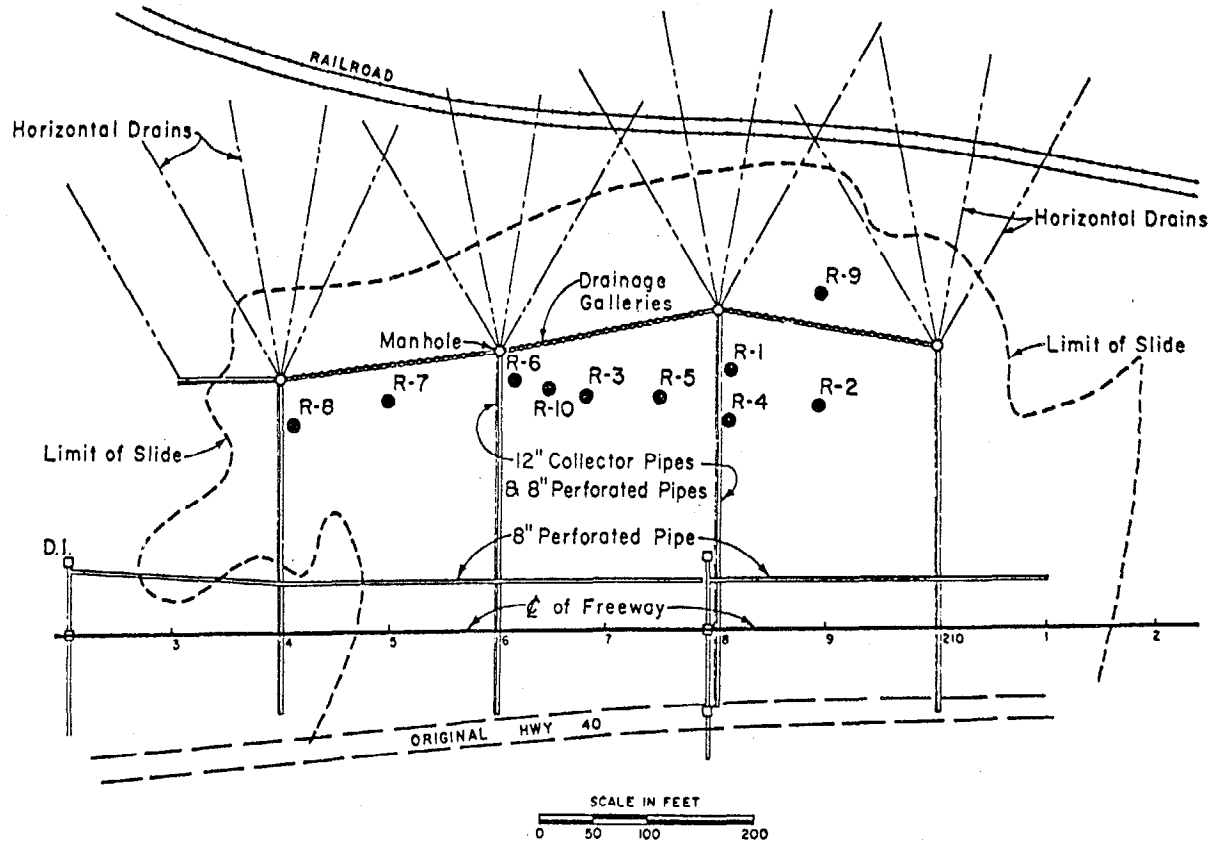 RAILROAD
Horizontal Drains
Horizontal Drains
R-9
Drainage
Galleries
Manhole
Limit of Slide
R-6
R-1
R-7
R-3
R-5
R-2
R-10
R-4
R-8
Limit of Slide
12" Collector Pipes
& 8" Perforated Pipes
8" Perforated Pipe
D.I.
℄ of Freeway
3 4 5 6 7 8 9 1210 1 2
ORIGINAL HWY 40
SCALE IN FEET
0 50 100 200